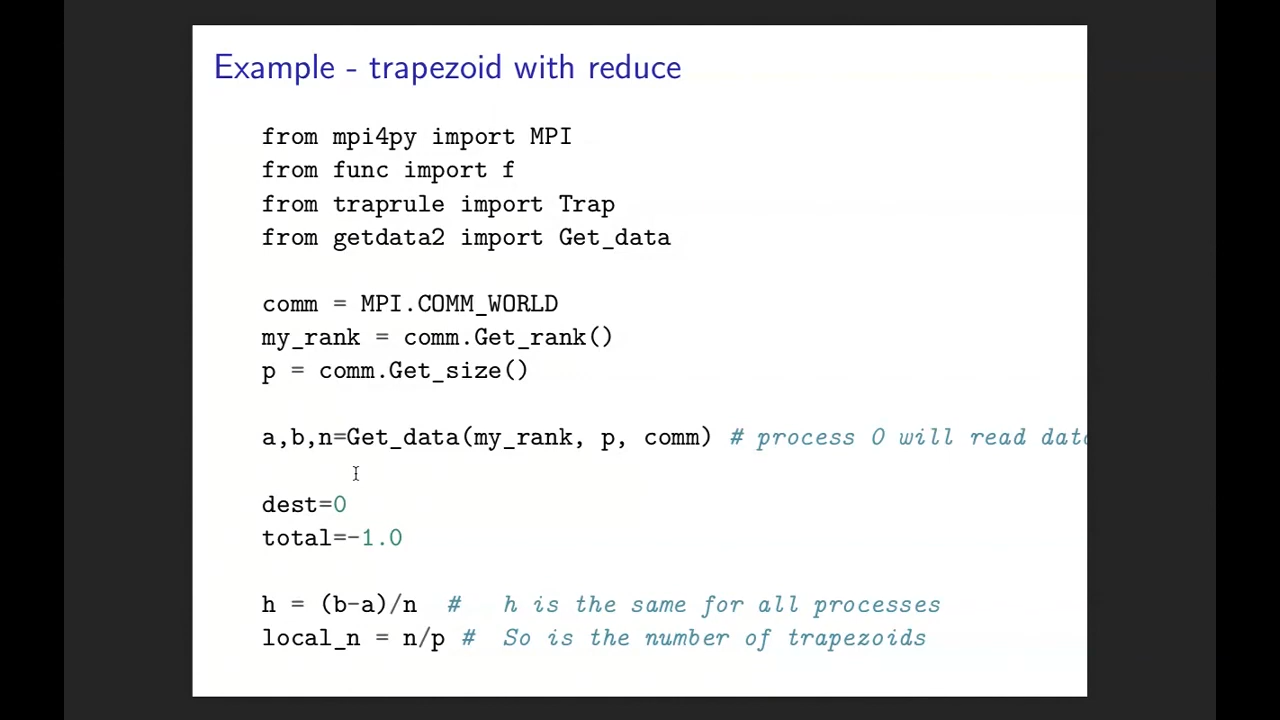 Example - trapezoid with reduce
from mpi4py import MPI
from func import f
from traprule import Trap
from getdata2 import Get_data
comm = MPI.COMM_WORLD
my_rank = comm.Get_rank()
p = comm.Get_size()
a,b,n=Get_data(my_rank, p, comm) # process 0 will read data
dest=0
total=-1.0
h = (b-a)/n # h is the same for all processes
local_n = n/p # So is the number of trapezoids